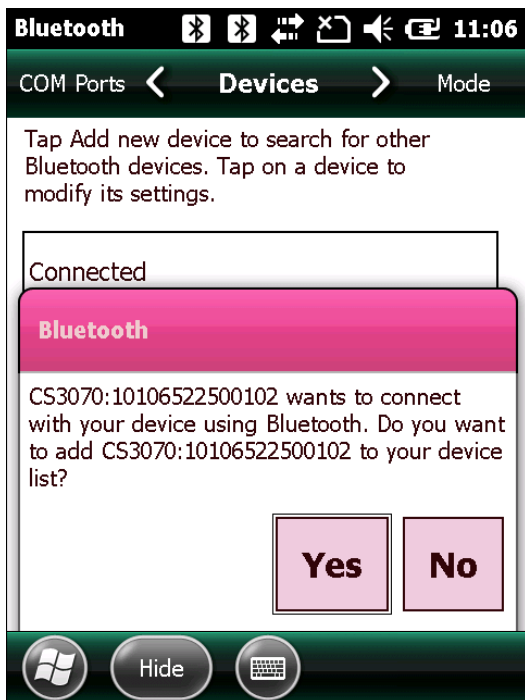 Bluetooth 11:06
COM Ports Devices Mode
Tap Add new device to search for other
Bluetooth devices. Tap on a device to
modify its settings.
Connected
Bluetooth
CS3070:10106522500102 wants to connect
with your device using Bluetooth. Do you want
to add CS3070:10106522500102 to your device
list?
Yes No
Hide